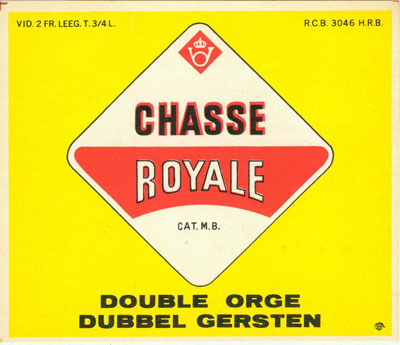 VID. 2 FR. LEEG. T. 3/4 L.
R.C.B. 3046 H.R.B.
CHASSE
ROYALE
CAT. M.B.
DOUBLE ORGE
DUBBEL GERSTEN